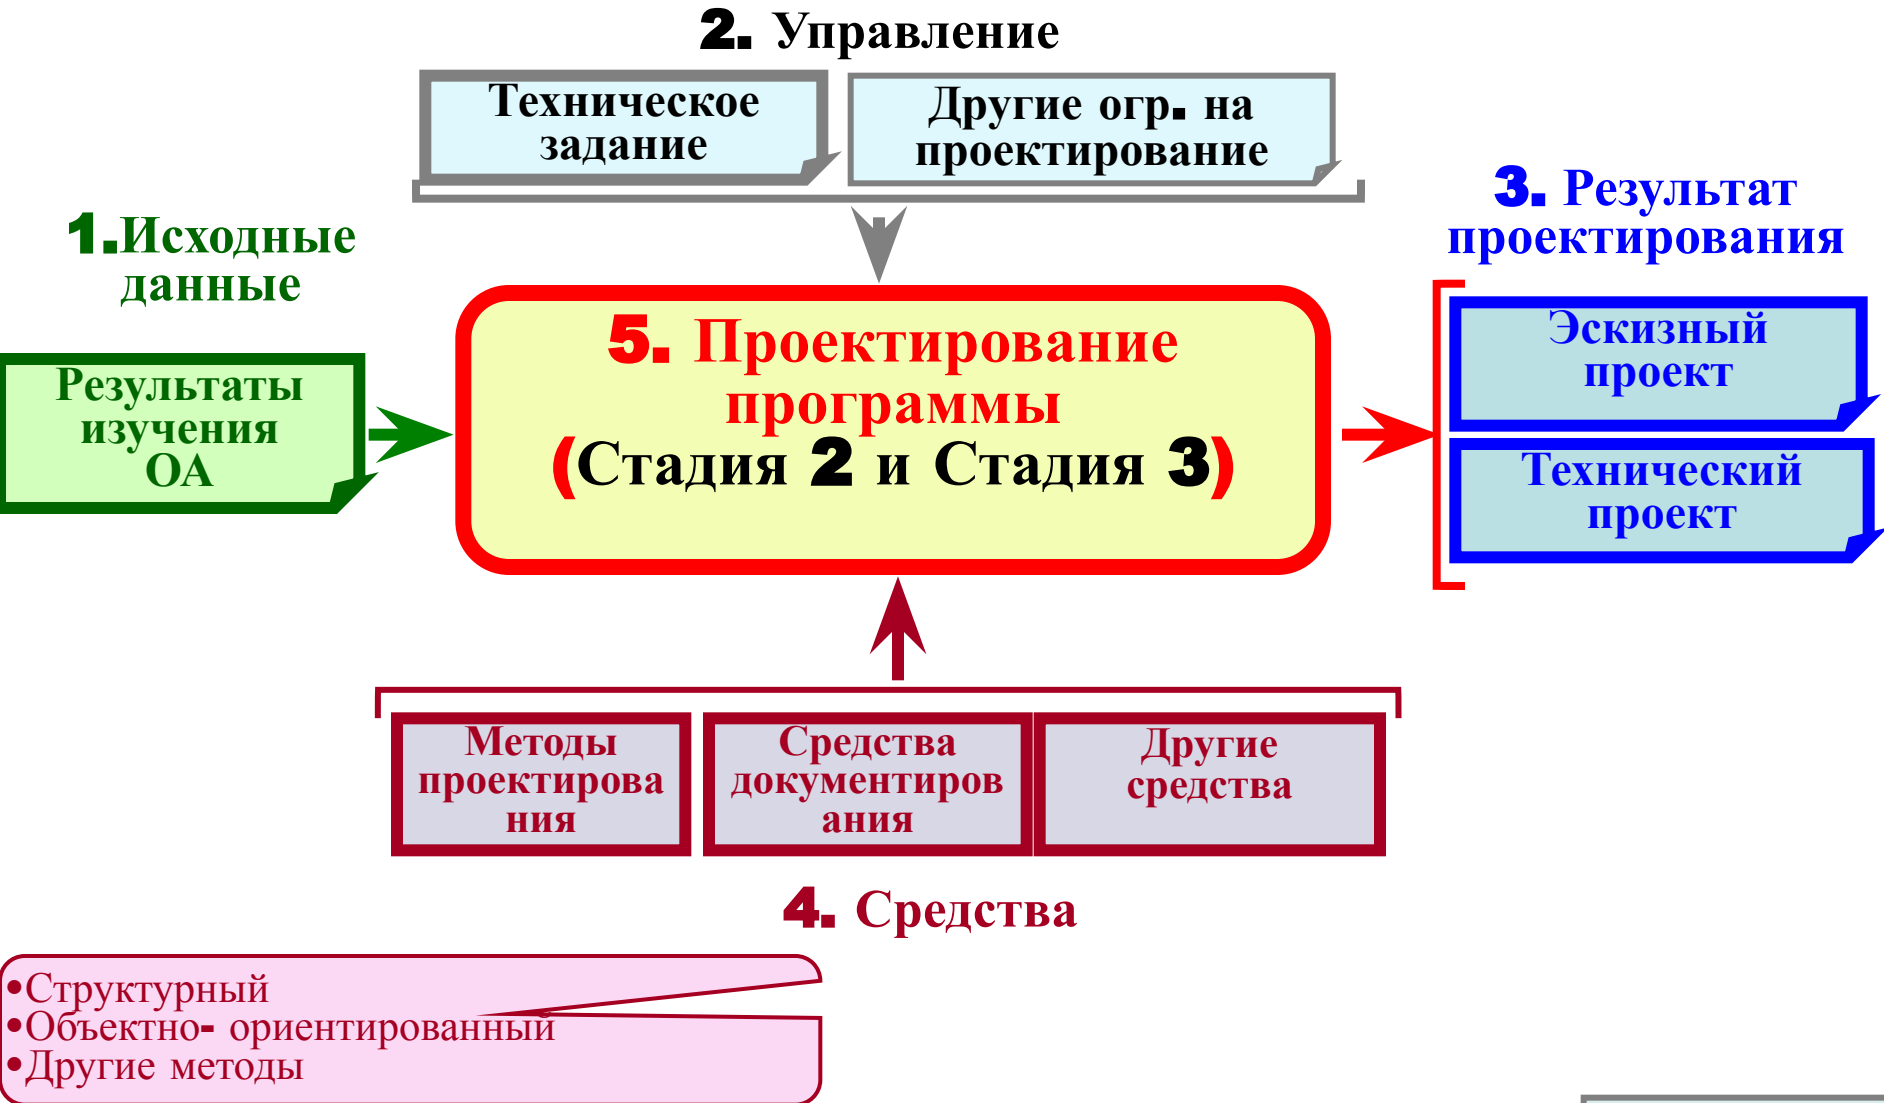 2. Управление
Техническое
задание
Другие огр. на
проектирование
1.Исходные
данные
3. Результат
проектирования
Результаты
изучения
ОА
5. Проектирование
программы
(Стадия 2 и Стадия 3)
Эскизный
проект
Технический
проект
Методы
проектирова
ния
Средства
документиров
ания
Другие
средства
4. Средства
•Структурный
•Объектно- ориентированный
•Другие методы